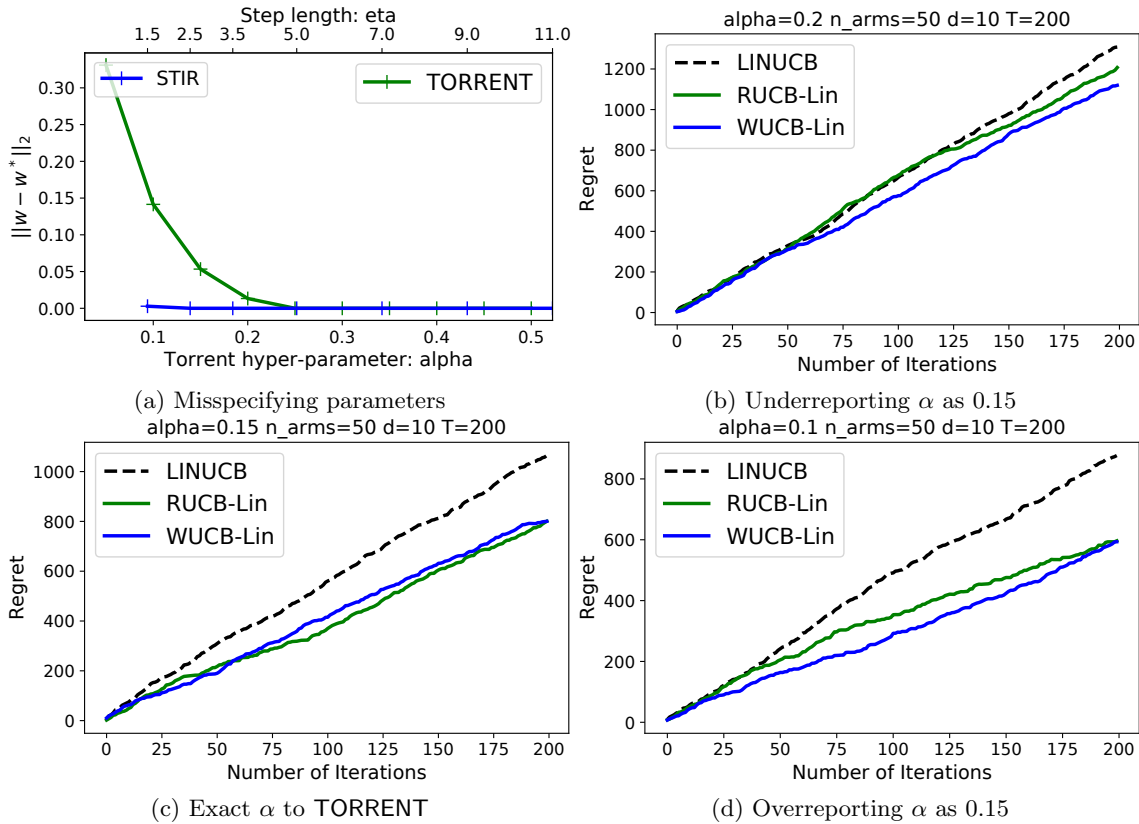 Step length: eta
1.5 2.5 3.8 5.0 7.0 9.0 11.0
0.30
0.25
0.20
0.15
0.10
0.05
0.00
||w − w*||₂
STIR
TORRENT
0.1 0.2 0.3 0.4 0.5
Torrent hyper-parameter: alpha
(a) Misspecifying parameters
alpha=0.2 n_arms=50 d=10 T=200
1200
1000
800
600
400
200
0
Regret
LINUCB
RUCB-Lin
WUCB-Lin
0 25 50 75 100 125 150 175 200
Number of Iterations
(b) Underreporting α as 0.15
alpha=0.15 n_arms=50 d=10 T=200
1000
800
600
400
200
0
Regret
LINUCB
RUCB-Lin
WUCB-Lin
0 25 50 75 100 125 150 175 200
Number of Iterations
(c) Exact α to TORRENT
alpha=0.1 n_arms=50 d=10 T=200
800
600
400
200
0
Regret
LINUCB
RUCB-Lin
WUCB-Lin
0 25 50 75 100 125 150 175 200
Number of Iterations
(d) Overreporting α as 0.15